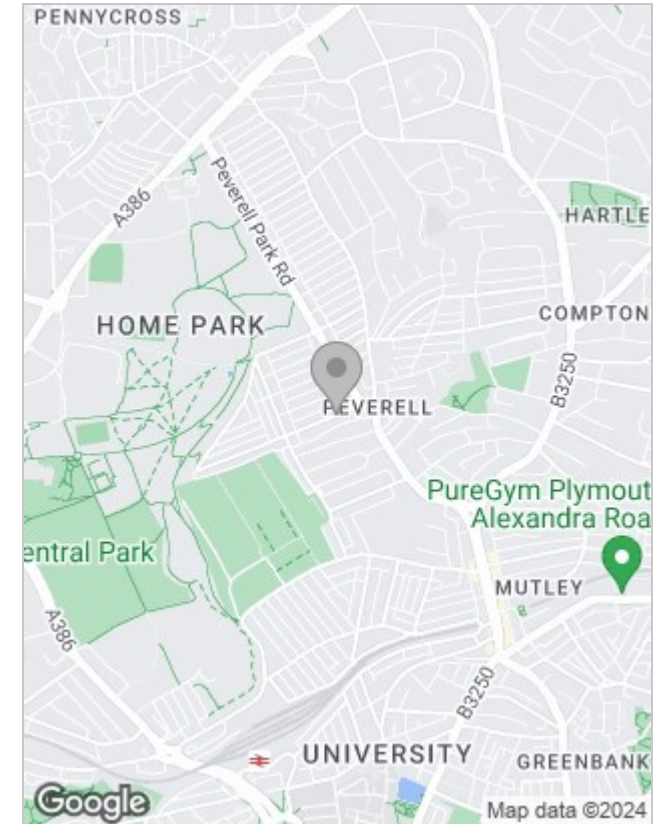 PENNYCROSS
A386
Peverell Park Rd
HARTLE
HOME PARK
COMPTON
B3250
PEVERELL
PureGym Plymout
Alexandra Roa
entral Park
MUTLEY
A386
B3250
UNIVERSITY
GREENBANK
Google
Map data ©2024